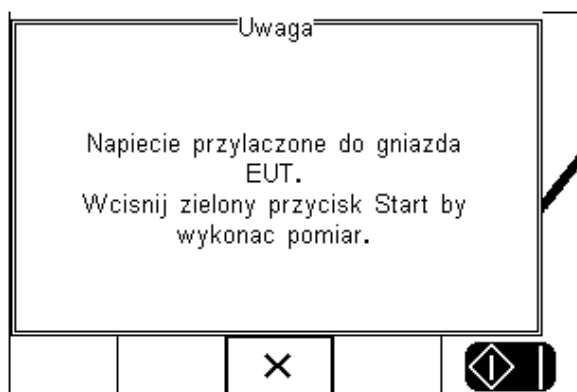 Uwaga
Napiecie przylaczone do gniazda
EUT.
Wcisnij zielony przycisk Start by
wykonac pomiar.